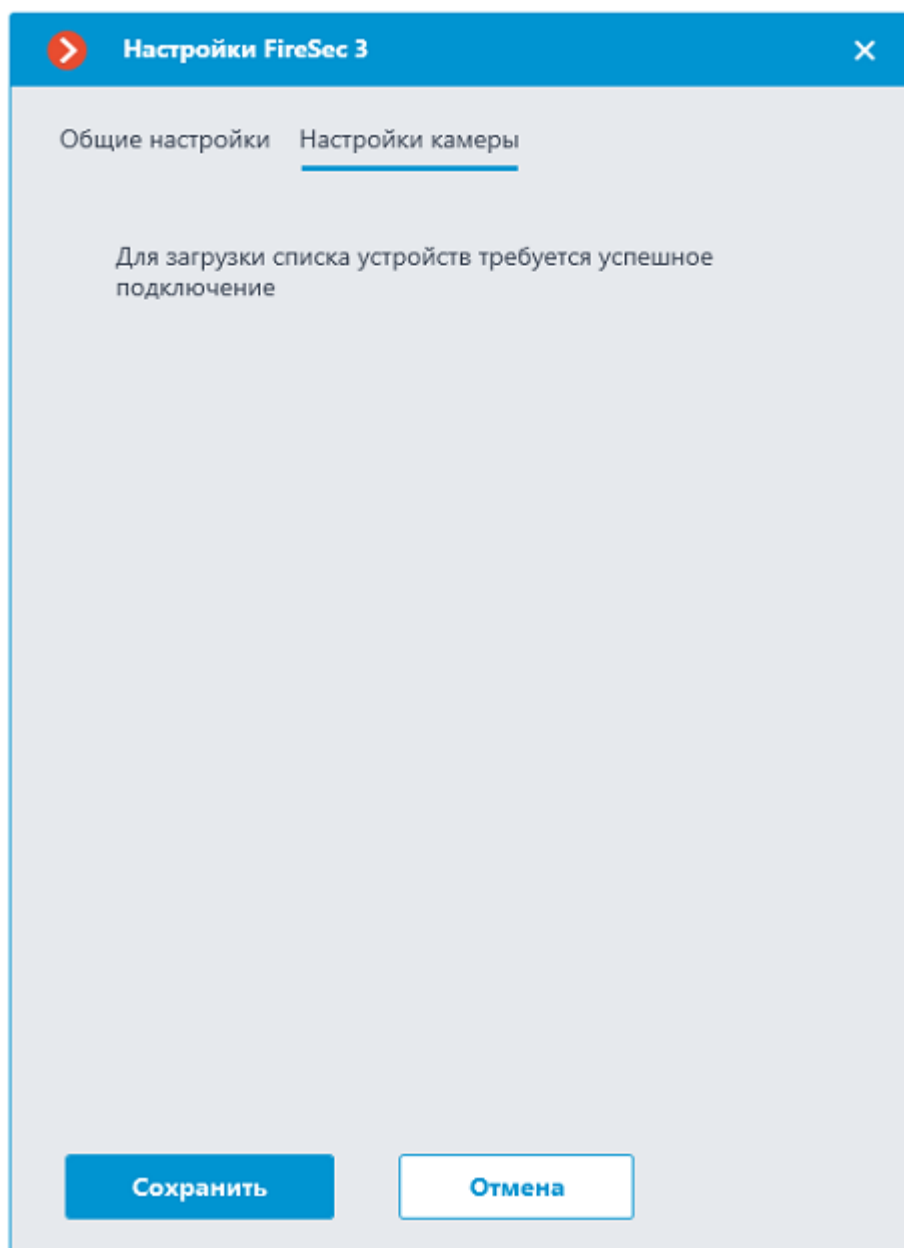 Настройки FireSec 3
Общие настройки Настройки камеры
Для загрузки списка устройств требуется успешное
подключение
Сохранить Отмена